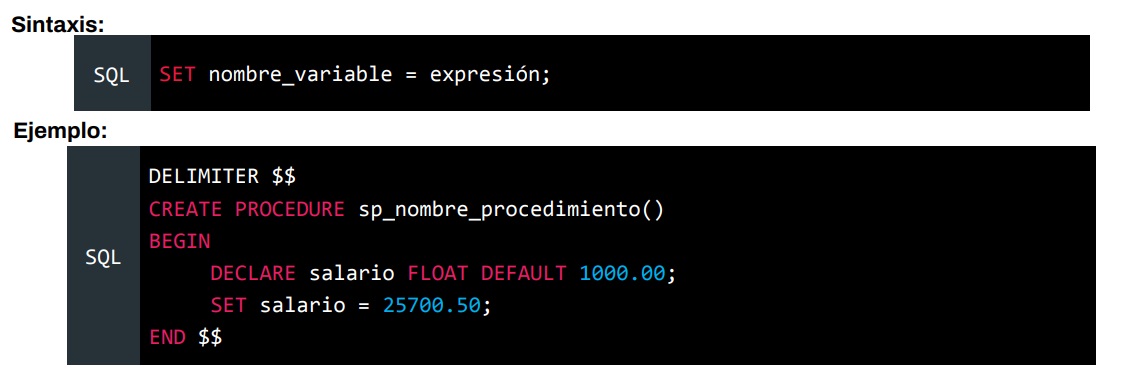 Sintaxis:
SQL
SET nombre_variable = expresión;
Ejemplo:
SQL
DELIMITER $$
CREATE PROCEDURE sp_nombre_procedimiento()
BEGIN
DECLARE salario FLOAT DEFAULT 1000.00;
SET salario = 25700.50;
END $$